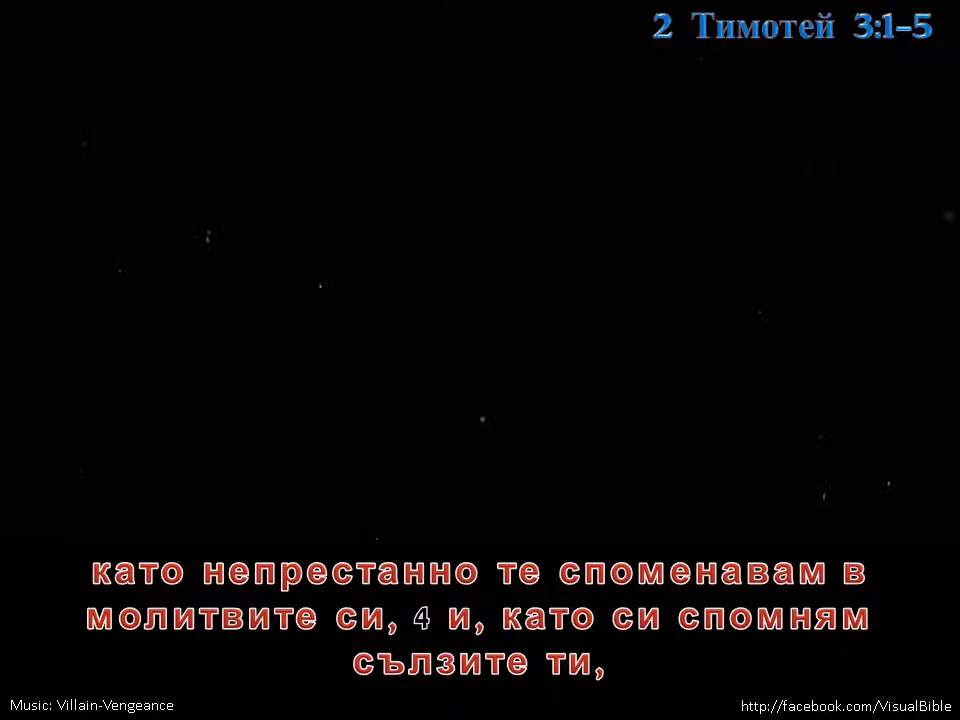 2 Тимотей 3:1-5
като непрестанно те споменавам в
молитвите си, 4 и, като си спомням
сълзите ти,
Music: Villain-Vengeance
http://facebook.com/VisualBible